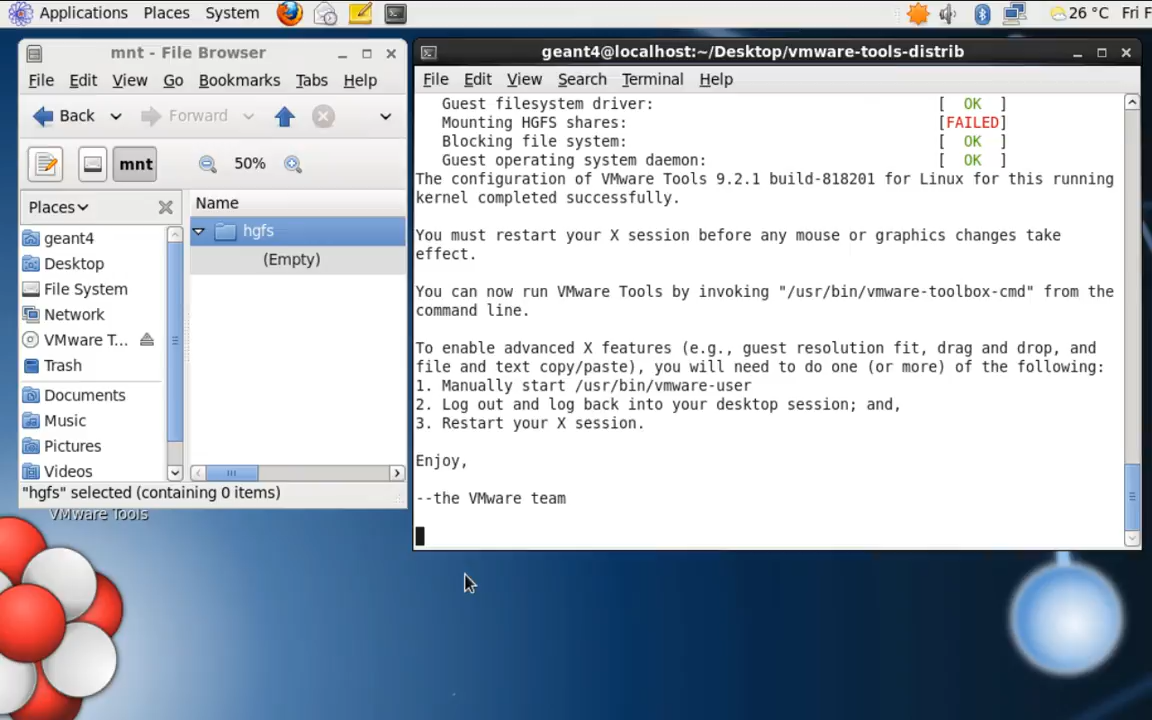 Applications Places System 26 °C Fri F
mnt - File Browser
File Edit View Go Bookmarks Tabs Help
Back Forward
mnt 50%
Places
geant4
Desktop
File System
Network
VMware T...
Trash
Documents
Music
Pictures
Videos
Name
hgfs
(Empty)
"hgfs" selected (containing 0 items)
VMware Tools
geant4@localhost:~/Desktop/vmware-tools-distrib
File Edit View Search Terminal Help
Guest filesystem driver: [ OK ]
Mounting HGFS shares: [FAILED]
Blocking file system: [ OK ]
Guest operating system daemon: [ OK ]
The configuration of VMware Tools 9.2.1 build-818201 for Linux for this running
kernel completed successfully.
You must restart your X session before any mouse or graphics changes take
effect.
You can now run VMware Tools by invoking "/usr/bin/vmware-toolbox-cmd" from the
command line.
To enable advanced X features (e.g., guest resolution fit, drag and drop, and
file and text copy/paste), you will need to do one (or more) of the following:
1. Manually start /usr/bin/vmware-user
2. Log out and log back into your desktop session; and,
3. Restart your X session.
Enjoy,
--the VMware team